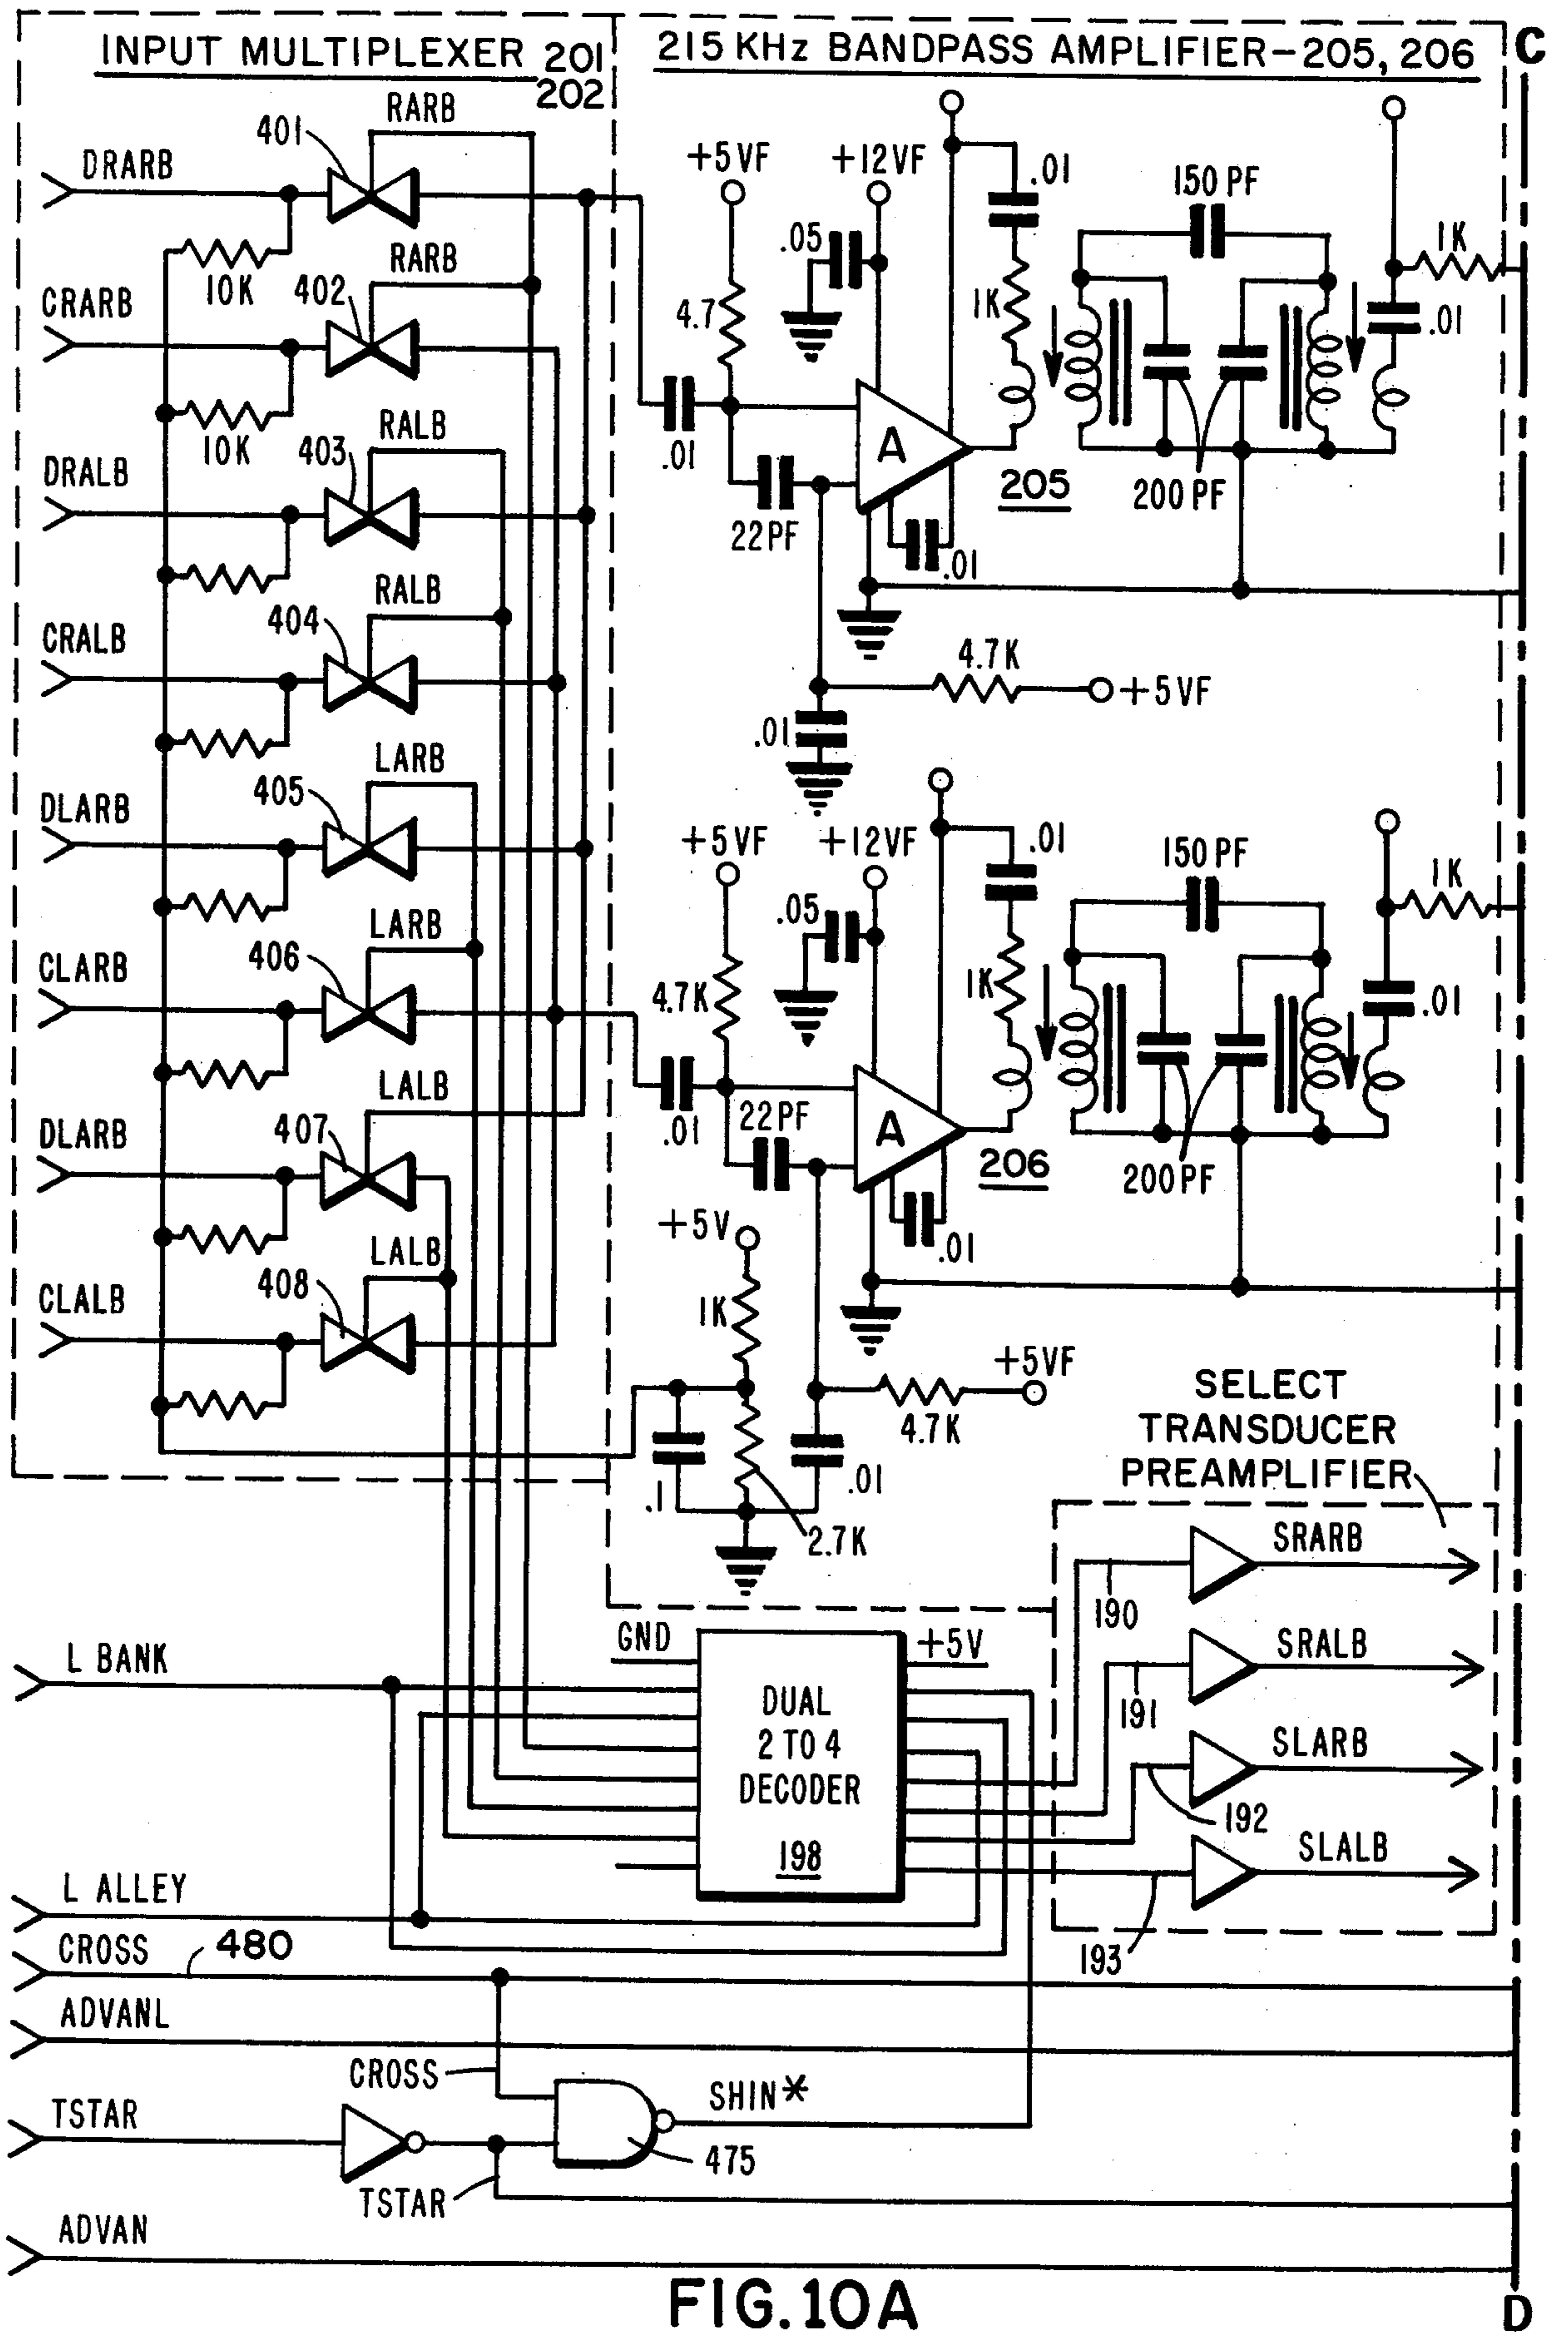 INPUT MULTIPLEXER 201
202
215 KHz BANDPASS AMPLIFIER-205, 206
C
DRARB
401
RARB
10K
CRARB
402
RARB
10K
DRALB
403
RALB
CRALB
404
RALB
DLARB
405
LARB
CLARB
406
LARB
DLARB
407
LALB
CLALB
408
LALB
+5VF
+12VF
.05
4.7
.01
22PF
A
.01
205
.01
1K
150 PF
200 PF
1K
.01
4.7K
+5VF
.01
+5VF
+12VF
.05
4.7K
.01
22PF
A
.01
206
.01
1K
150 PF
200PF
1K
.01
+5V
1K
.1
2.7K
.01
4.7K
+5VF
SELECT
TRANSDUCER
PREAMPLIFIER
SRARB
190
SRALB
191
SLARB
192
SLALB
193
GND
+5V
DUAL
2 TO 4
DECODER
198
L BANK
L ALLEY
CROSS
480
ADVANL
CROSS
SHIN*
TSTAR
475
TSTAR
ADVAN
FIG.10A
D